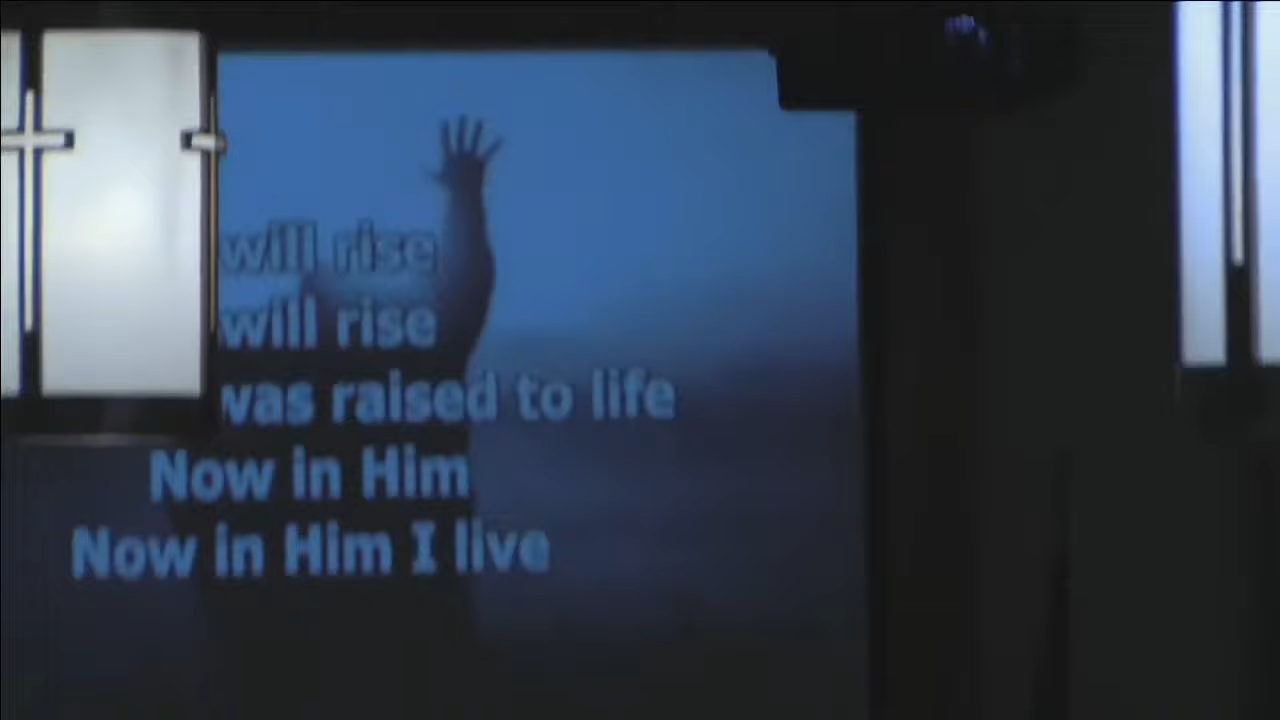 will rise
will rise
was raised to life
Now in Him
Now in Him I live